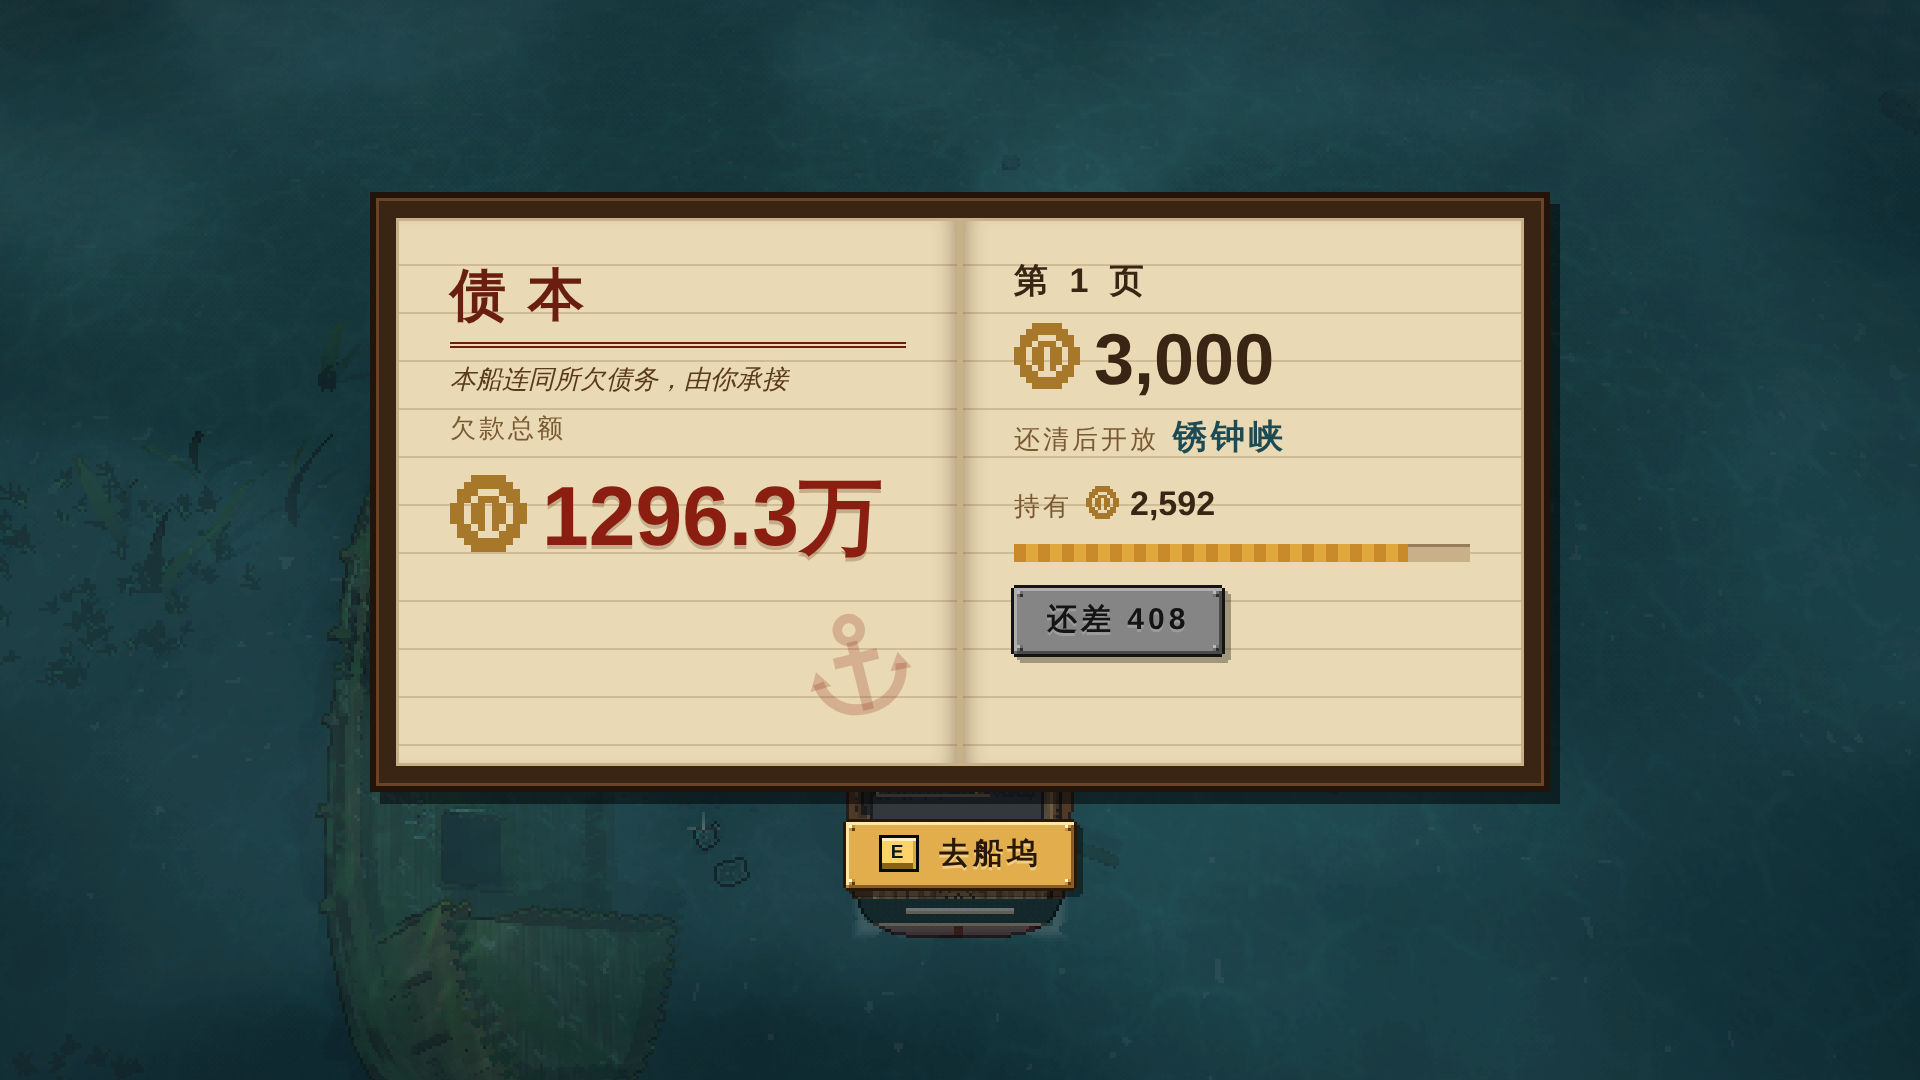 债本
本船连同所欠债务，由你承接
欠款总额
1296.3万
第 1 页
3,000
还清后开放 锈钟峡
持有 2,592
还差 408
E 去船坞